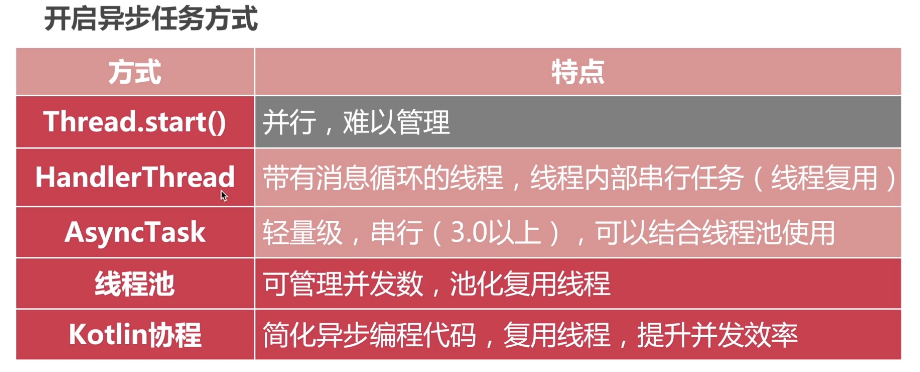 开启异步任务方式
方式 特点
Thread.start() 并行，难以管理
HandlerThread 带有消息循环的线程，线程内部串行任务（线程复用）
AsyncTask 轻量级，串行（3.0以上），可以结合线程池使用
线程池 可管理并发数，池化复用线程
Kotlin协程 简化异步编程代码，复用线程，提升并发效率